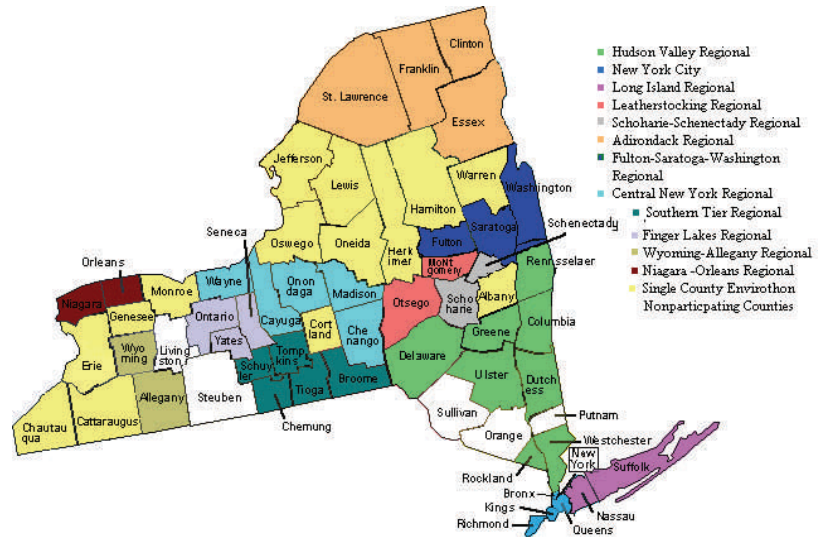 Clinton
Franklin
St. Lawrence
Essex
Jefferson
Lewis
Hamilton
Warren
Washington
Oswego
Oneida
Herk
imer
Fulton
Saratoga
Schenectady
Seneca
Orleans
Niagara
Monroe
Wayne
Genesee
Ontario
Onon
daga
Madison
Cayuga
Mont
gomery
Otsego
Scho
harie
Albany
Rennsselaer
Erie
Wyo
ming
Living
ston
Yates
Cort
land
Che
nango
Schuy
ler
Tomp
kins
Greene
Columbia
Delaware
Chautau
qua
Cattaraugus
Allegany
Steuben
Tioga
Broome
Chemung
Ulster
Dutch
ess
Sullivan
Orange
Putnam
Westchester
Rockland
New
York
Suffolk
Bronx
Kings
Richmond
Queens
Nassau
Hudson Valley Regional
New York City
Long Island Regional
Leatherstocking Regional
Schoharie-Schenectady Regional
Adirondack Regional
Fulton-Saratoga-Washington
Regional
Central New York Regional
Southern Tier Regional
Finger Lakes Regional
Wyoming-Allegany Regional
Niagara -Orleans Regional
Single County Envirothon
Nonparticpating Counties